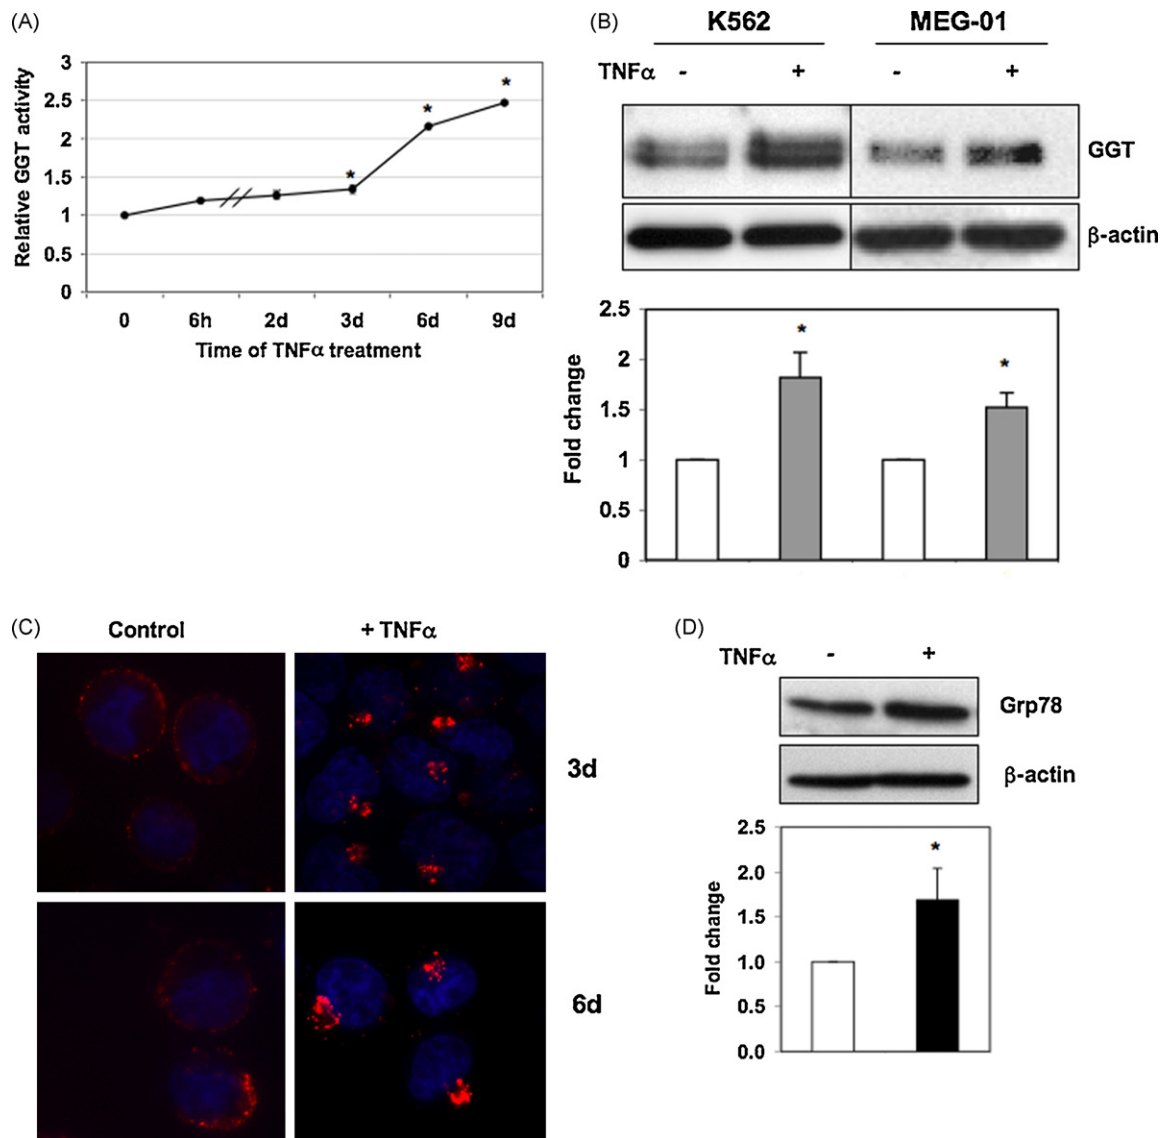 (A)
3
2.5
2
1.5
1
0.5
0
Relative GGT activity
* * *
0 6h 2d 3d 6d 9d
Time of TNFα treatment
(B)
K562 MEG-01
TNFα - + - +
GGT
β-actin
2.5
2
1.5
1
0.5
0
Fold change
* *
(C)
Control + TNFα
3d
6d
(D)
TNFα - +
Grp78
β-actin
2.5
2.0
1.5
1.0
0.5
0.0
Fold change
*